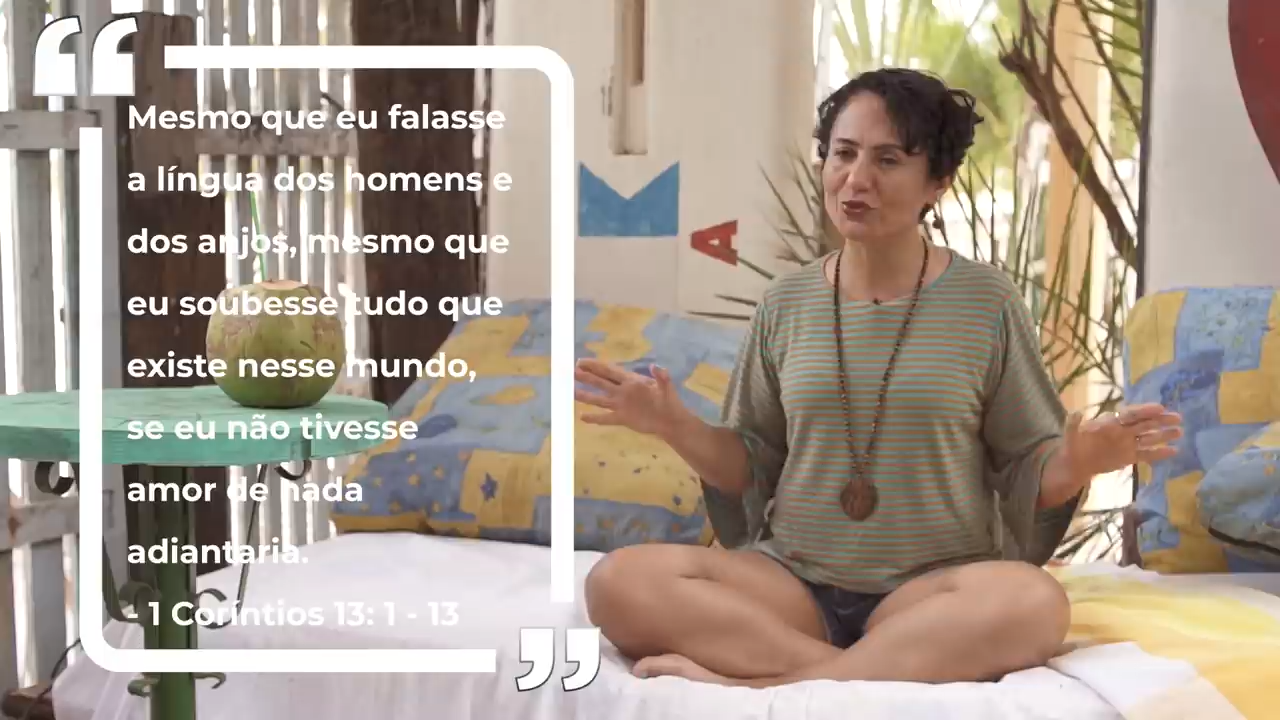 Mesmo que eu falasse
a língua dos homens e
dos anjos, mesmo que
eu soubesse tudo que
existe nesse mundo,
se eu não tivesse
amor de nada
adiantaria.
- 1 Coríntios 13: 1 - 13
MA